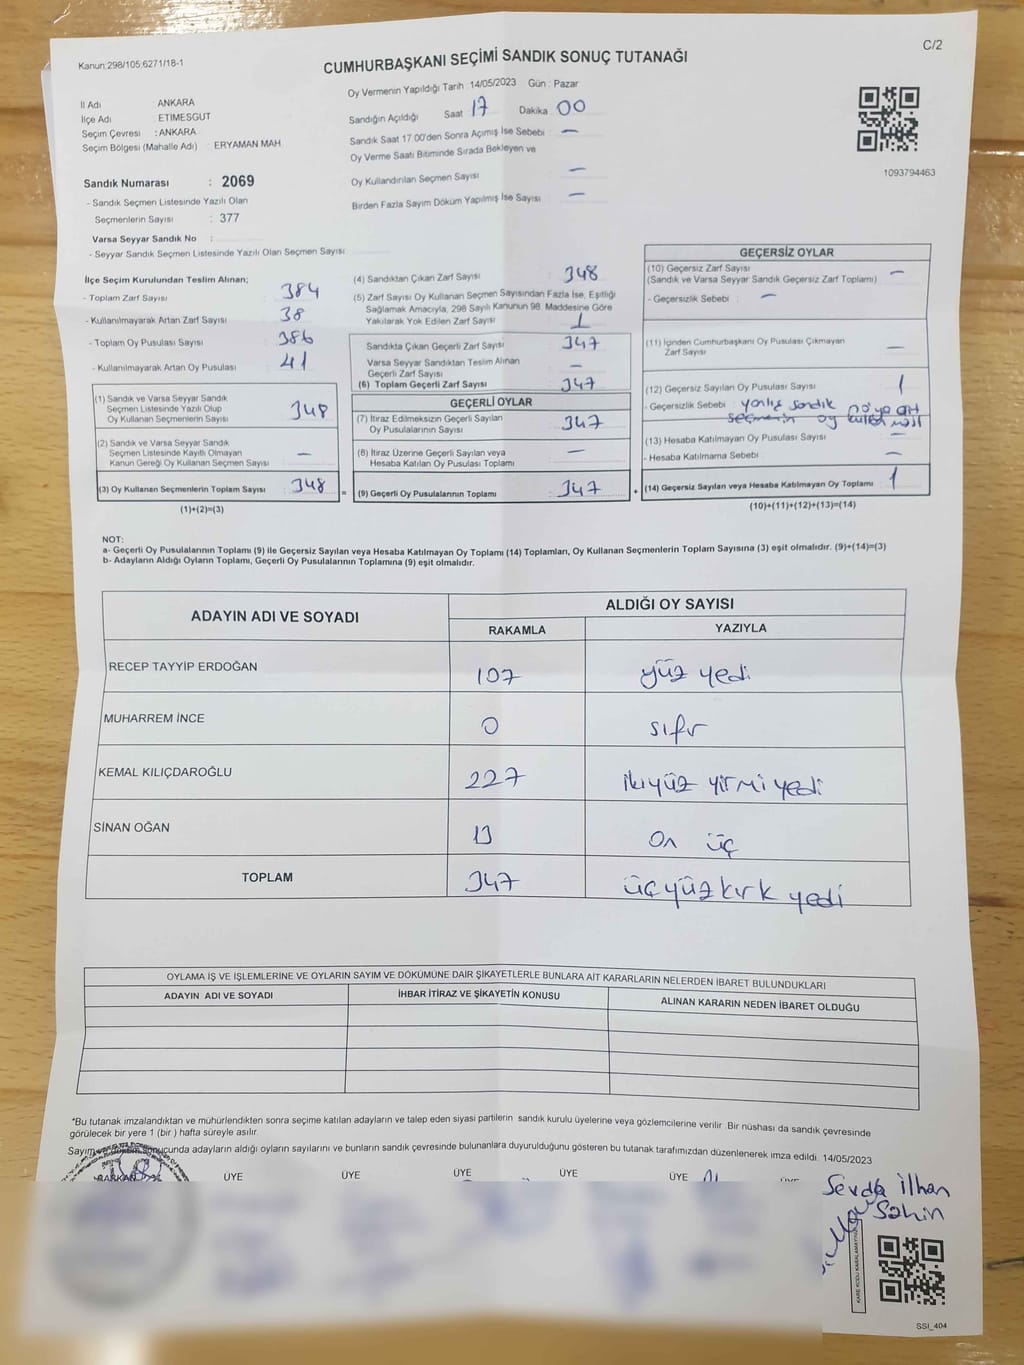 Kanun:298/105;6271/18-1
C/2
CUMHURBAŞKANI SEÇİMİ SANDIK SONUÇ TUTANAĞI
Oy Vermenin Yapıldığı Tarih :14/05/2023 Gün : Pazar
İl Adı ANKARA
İlçe Adı ETIMESGUT
Seçim Çevresi : ANKARA
Seçim Bölgesi (Mahalle Adı) : ERYAMAN MAH
Sandık Numarası : 2069
- Sandık Seçmen Listesinde Yazılı Olan
Seçmenlerin Sayısı : 377
Varsa Seyyar Sandık No :
- Seyyar Sandık Seçmen Listesinde Yazılı Olan Seçmen Sayısı
Sandığın Açıldığı Saat 17 Dakika 00
Sandık Saat 17.00'den Sonra Açımış İse Sebebi : —
Oy Verme Saati Bitiminde Sırada Bekleyen ve
Oy Kullandırılan Seçmen Sayısı —
Birden Fazla Sayım Döküm Yapılmış İse Sayısı —
1093794463
İlçe Seçim Kurulundan Teslim Alınan;
- Toplam Zarf Sayısı 384
- Kullanılmayarak Artan Zarf Sayısı 38
- Toplam Oy Pusulası Sayısı 386
- Kullanılmayarak Artan Oy Pusulası 41
(1) Sandık ve Varsa Seyyar Sandık
Seçmen Listesinde Yazılı Olup
Oy Kullanan Seçmenlerin Sayısı 348
(2) Sandık ve Varsa Seyyar Sandık
Seçmen Listesinde Kayıtlı Olmayan
Kanun Gereği Oy Kullanan Seçmen Sayısı —
(3) Oy Kullanan Seçmenlerin Toplam Sayısı 348 =
(1)+(2)=(3)
(4) Sandıktan Çıkan Zarf Sayısı 348
(5) Zarf Sayısı Oy Kullanan Seçmen Sayısından Fazla İse, Eşitliği
Sağlamak Amacıyla, 298 Sayılı Kanunun 98. Maddesine Göre
Yakılarak Yok Edilen Zarf Sayısı 1
Sandıkta Çıkan Geçerli Zarf Sayısı 347
Varsa Seyyar Sandıktan Teslim Alınan
Geçerli Zarf Sayısı —
(6) Toplam Geçerli Zarf Sayısı 347
GEÇERLİ OYLAR
(7) İtiraz Edilmeksizin Geçerli Sayılan
Oy Pusulalarının Sayısı 347
(8) İtiraz Üzerine Geçerli Sayılan veya
Hesaba Katılan Oy Pusulası Toplamı —
(9) Geçerli Oy Pusulalarının Toplamı 347 +
GEÇERSİZ OYLAR
(10) Geçersiz Zarf Sayısı
(Sandık ve Varsa Seyyar Sandık Geçersiz Zarf Toplamı) —
- Geçersizlik Sebebi : —
(11) İçinden Cumhurbaşkanı Oy Pusulası Çıkmayan
Zarf Sayısı —
(12) Geçersiz Sayılan Oy Pusulası Sayısı 1
- Geçersizlik Sebebi : yanlış sandık no'ya ait
seçmenin oy kullanması
(13) Hesaba Katılmayan Oy Pusulası Sayısı —
- Hesaba Katılmama Sebebi : —
(14) Geçersiz Sayılan veya Hesaba Katılmayan Oy Toplamı 1
(10)+(11)+(12)+(13)=(14)
NOT:
a- Geçerli Oy Pusulalarının Toplamı (9) ile Geçersiz Sayılan veya Hesaba Katılmayan Oy Toplamı (14) Toplamları, Oy Kullanan Seçmenlerin Toplam Sayısına (3) eşit olmalıdır. (9)+(14)=(3)
b- Adayların Aldığı Oyların Toplamı, Geçerli Oy Pusulalarının Toplamına (9) eşit olmalıdır.
ADAYIN ADI VE SOYADI ALDIĞI OY SAYISI
RAKAMLA YAZIYLA
RECEP TAYYİP ERDOĞAN 107 yüz yedi
MUHARREM İNCE 0 sıfır
KEMAL KILIÇDAROĞLU 227 ikiyüz yirmi yedi
SİNAN OĞAN 13 On üç
TOPLAM 347 üçyüz kırk yedi
OYLAMA İŞ VE İŞLEMLERİNE VE OYLARIN SAYIM VE DÖKÜMÜNE DAİR ŞİKAYETLERLE BUNLARA AİT KARARLARIN NELERDEN İBARET BULUNDUKLARI
ADAYIN ADI VE SOYADI İHBAR İTİRAZ VE ŞİKAYETİN KONUSU ALINAN KARARIN NEDEN İBARET OLDUĞU
*Bu tutanak imzalandıktan ve mühürlendikten sonra seçime katılan adayların ve talep eden siyasi partilerin sandık kurulu üyelerine veya gözlemcilerine verilir. Bir nüshası da sandık çevresinde
görülecek bir yere 1 (bir ) hafta süreyle asılır.
Sayım ve döküm sonucunda adayların aldığı oyların sayılarını ve bunların sandık çevresinde bulunanlara duyurulduğunu gösteren bu tutanak tarafımızdan düzenlenerek imza edildi. 14/05/2023
BAŞKAN ÜYE ÜYE ÜYE ÜYE ÜYE
Sevda İlhan
Şahin
KARE KODU KARALAMAYINIZ
SSI_404